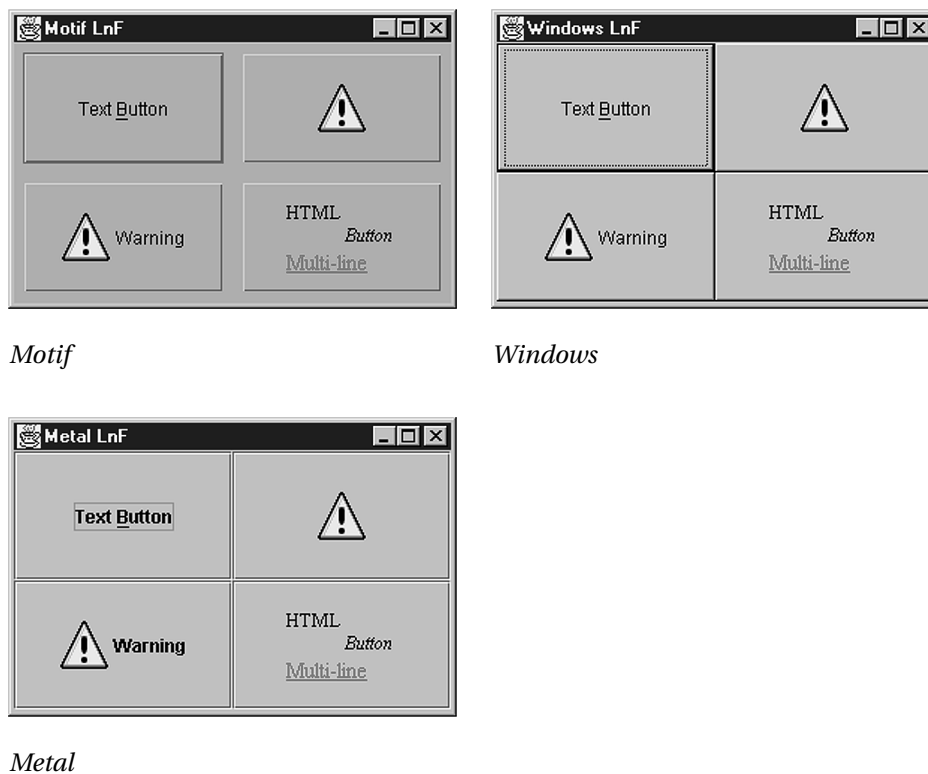 Motif LnF
Text Button
Warning
HTML
Button
Multi-line
Motif
Windows LnF
Text Button
Warning
HTML
Button
Multi-line
Windows
Metal LnF
Text Button
Warning
HTML
Button
Multi-line
Metal